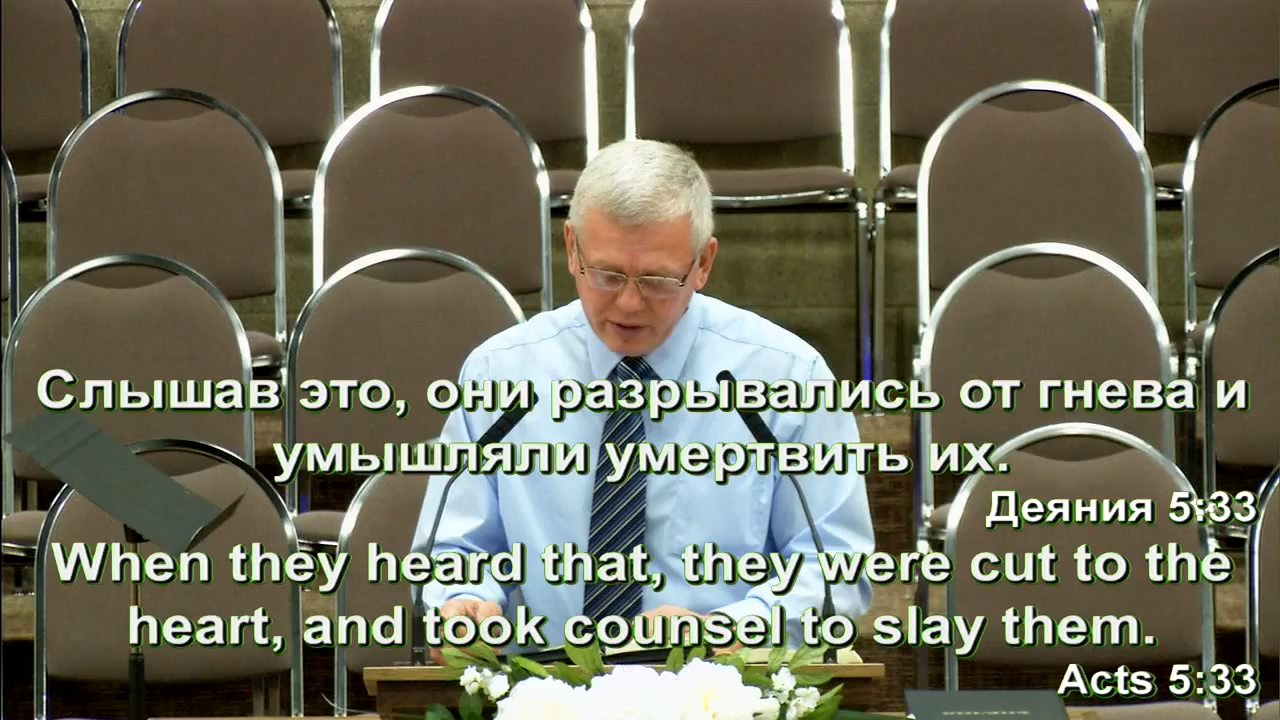 Слышав это, они разрывались от гнева и
умышляли умертвить их.
Деяния 5:33
When they heard that, they were cut to the
heart, and took counsel to slay them.
Acts 5:33